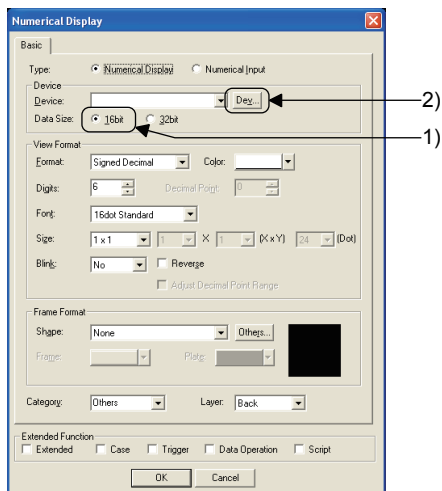 Numerical Display
Basic
Type: Numerical Display Numerical Input
Device
Device: Dev... 2)
Data Size: 16bit 32bit 1)
View Format
Format: Signed Decimal Color:
Digits: 6 Decimal Point: 0
Font: 16dot Standard
Size: 1 x 1 1 X 1 (X x Y) 24 (Dot)
Blink: No Reverse
Adjust Decimal Point Range
Frame Format
Shape: None Others...
Frame: Plate:
Category: Others Layer: Back
Extended Function
Extended Case Trigger Data Operation Script
OK Cancel